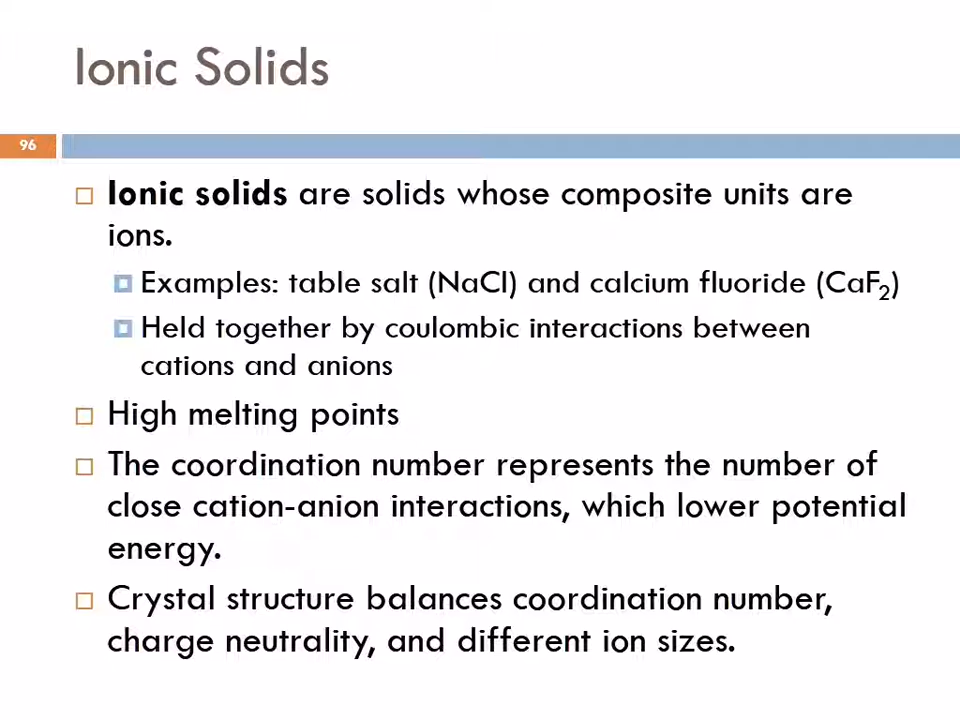 Ionic Solids
96
Ionic solids are solids whose composite units are
ions.
Examples: table salt (NaCl) and calcium fluoride (CaF₂)
Held together by coulombic interactions between
cations and anions
High melting points
The coordination number represents the number of
close cation-anion interactions, which lower potential
energy.
Crystal structure balances coordination number,
charge neutrality, and different ion sizes.